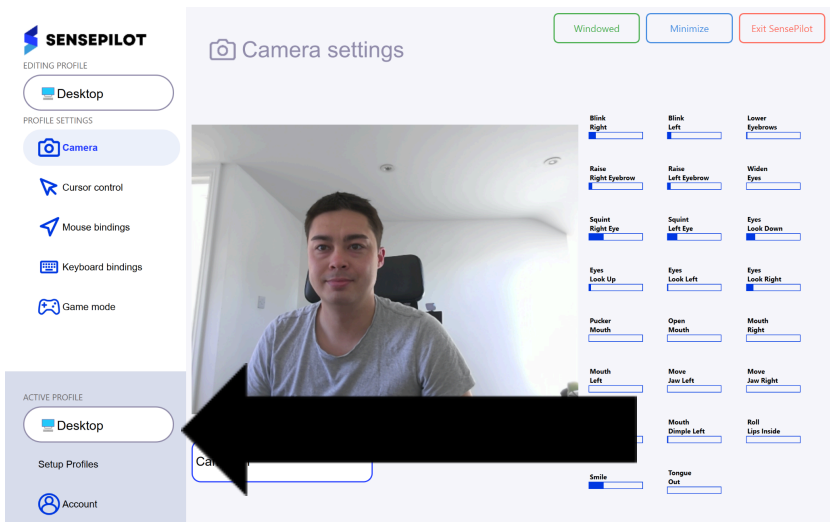 SENSEPILOT
EDITING PROFILE
Desktop
PROFILE SETTINGS
Camera
Cursor control
Mouse bindings
Keyboard bindings
Game mode
ACTIVE PROFILE
Desktop
Setup Profiles
Account
Camera settings
Windowed
Minimize
Exit SensePilot
Blink
Right
Blink
Left
Lower
Eyebrows
Raise
Right Eyebrow
Raise
Left Eyebrow
Widen
Eyes
Squint
Right Eye
Squint
Left Eye
Eyes
Look Down
Eyes
Look Up
Eyes
Look Left
Eyes
Look Right
Pucker
Mouth
Open
Mouth
Mouth
Right
Mouth
Left
Move
Jaw Left
Move
Jaw Right
Mouth
Dimple Left
Roll
Lips Inside
Smile
Tongue
Out